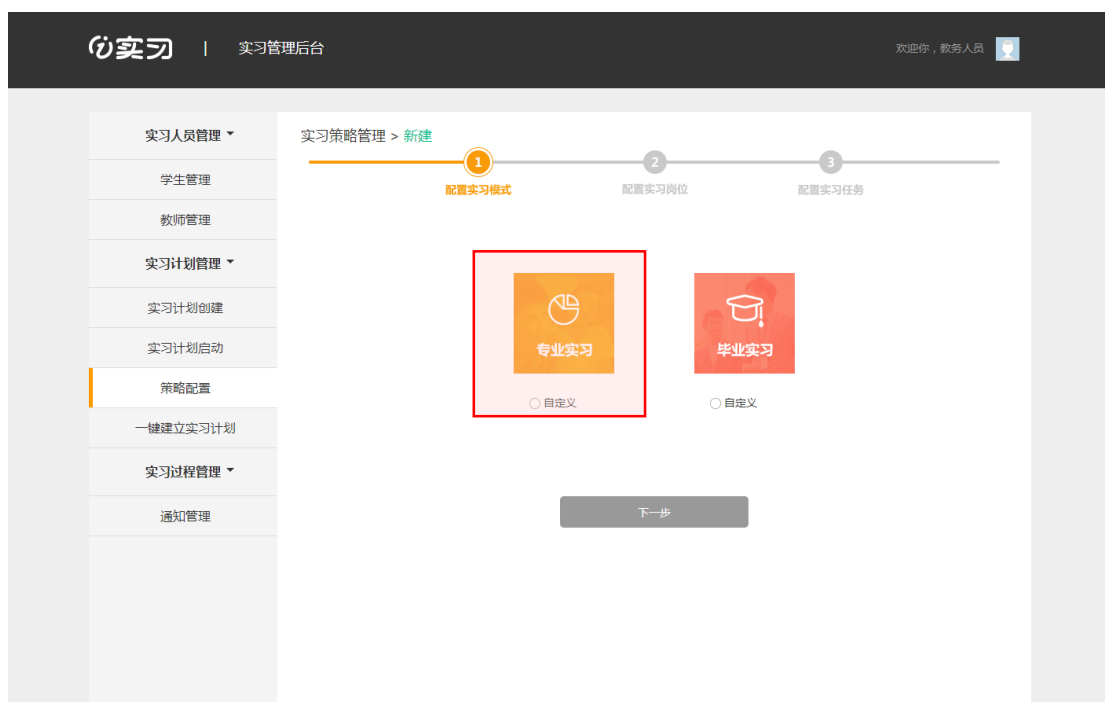 i实习 | 实习管理后台
欢迎你，教务人员
实习人员管理
学生管理
教师管理
实习计划管理
实习计划创建
实习计划启动
策略配置
一键建立实习计划
实习过程管理
通知管理
实习策略管理 > 新建
1
2
3
配置实习模式
配置实习岗位
配置实习任务
专业实习
毕业实习
自定义
自定义
下一步